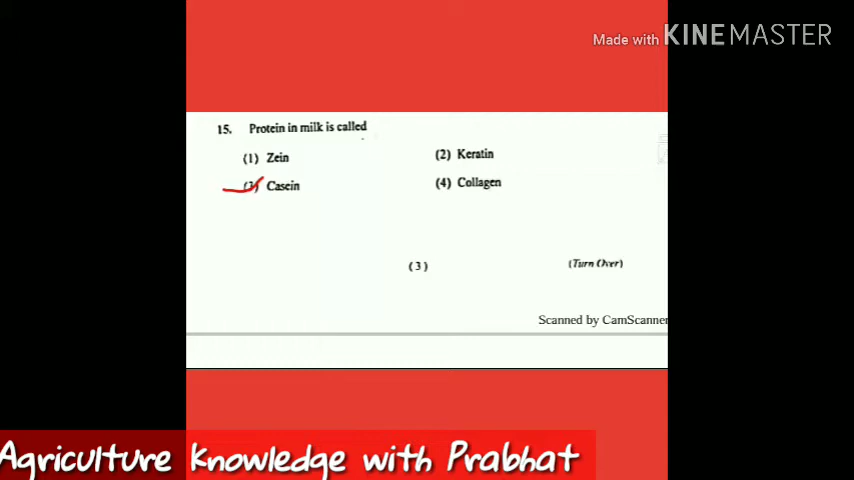 Made with KINEMASTER
15. Protein in milk is called
(1) Zein (2) Keratin
(3) Casein (4) Collagen
(3) (Turn Over)
Scanned by CamScanner
Agriculture Knowledge with Prabhat